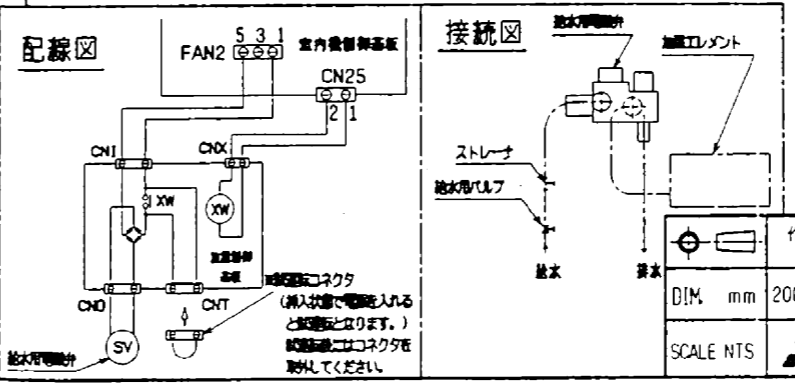 配線図
FAN2
5 3 1
室内機制御基板
CN25
2 1
CN1
CNX
XW
XW
加湿制御
基板
CNO
CNT
SV
給水用電磁弁
試運転コネクタ
(挿入状態で電源を入れる
と試運転となります。)
試運転後にはコネクタを
取外してください。
接続図
給水用電磁弁
加湿エレメント
ストレーナ
給水用バルブ
給水
排水
DIM. mm
200
SCALE NTS